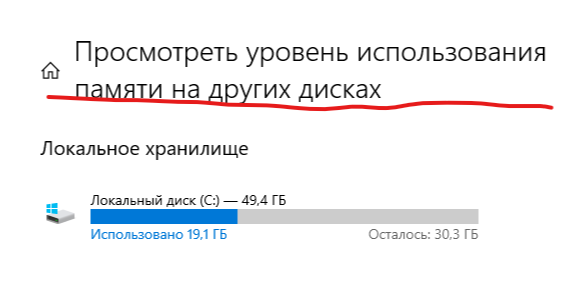 Просмотреть уровень использования
памяти на других дисках
Локальное хранилище
Локальный диск (C:) — 49,4 ГБ
Использовано 19,1 ГБ
Осталось: 30,3 ГБ